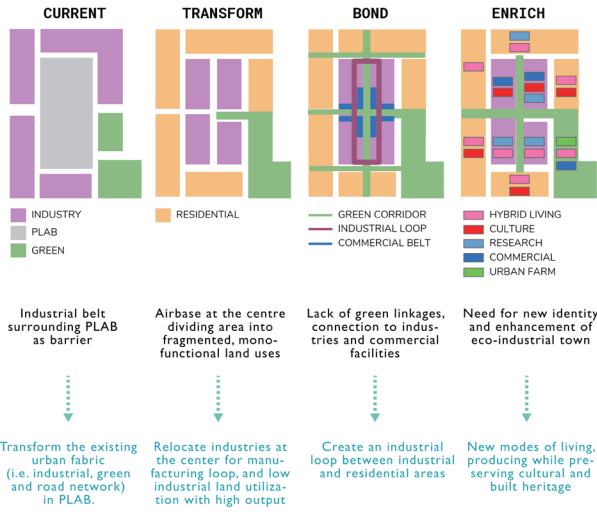 CURRENT
TRANSFORM
BOND
ENRICH
INDUSTRY
PLAB
GREEN
RESIDENTIAL
GREEN CORRIDOR
INDUSTRIAL LOOP
COMMERCIAL BELT
HYBRID LIVING
CULTURE
RESEARCH
COMMERCIAL
URBAN FARM
Industrial belt
surrounding PLAB
as barrier
Airbase at the centre
dividing area into
fragmented, mono-
functional land uses
Lack of green linkages,
connection to indus-
tries and commercial
facilities
Need for new identity
and enhancement of
eco-industrial town
Transform the existing
urban fabric
(i.e. industrial, green
and road network)
in PLAB.
Relocate industries at
the center for manu-
facturing loop, and low
industrial land utiliza-
tion with high output
Create an industrial
loop between industrial
and residential areas
New modes of living,
producing while pre-
serving cultural and
built heritage